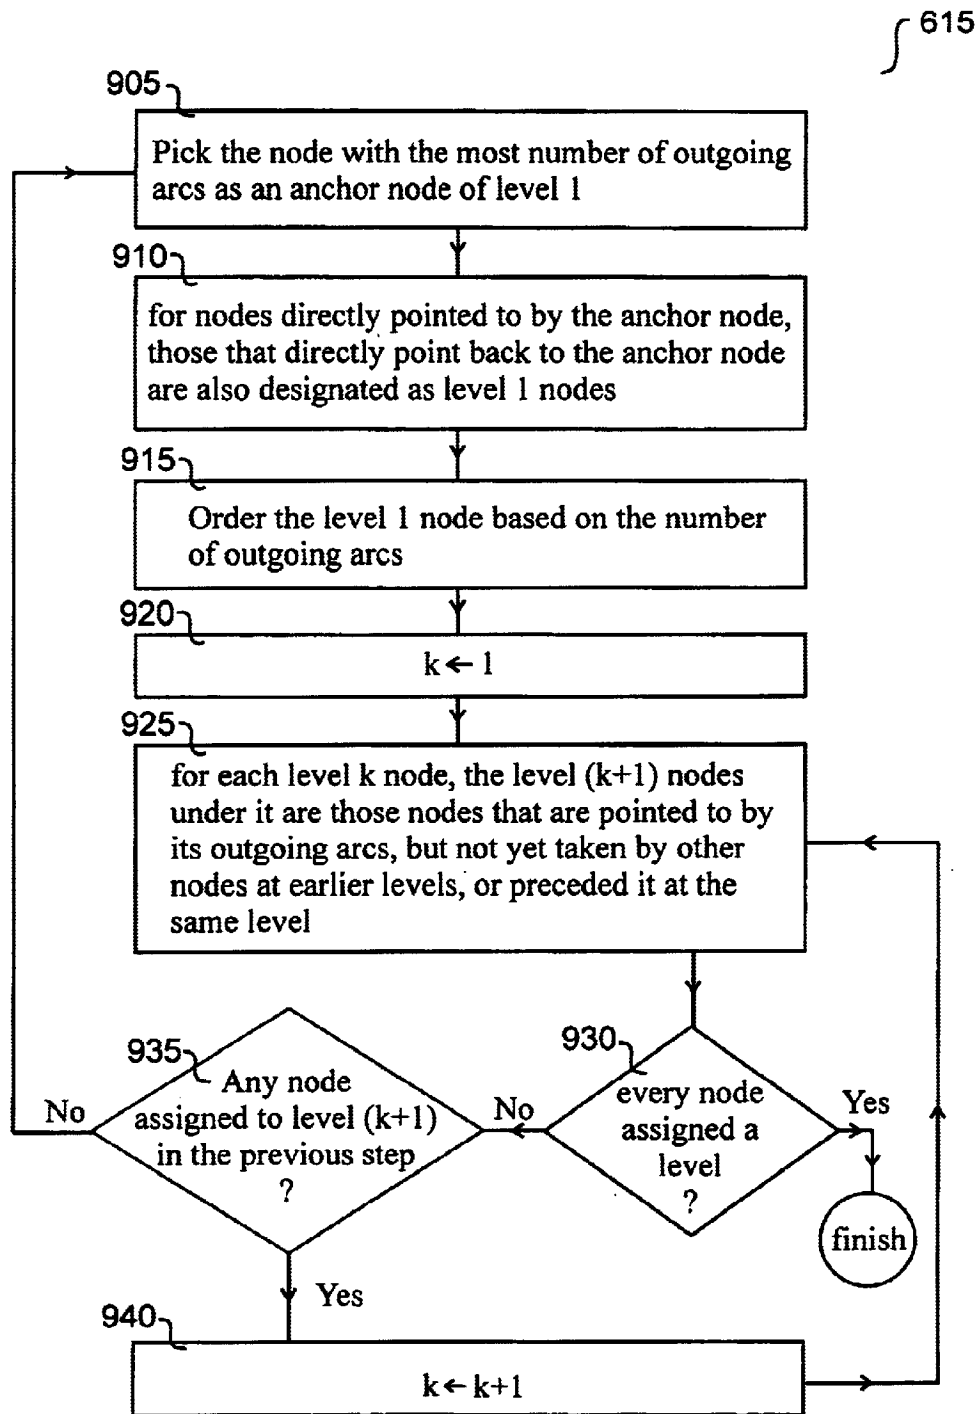 615
905
Pick the node with the most number of outgoing
arcs as an anchor node of level 1
910
for nodes directly pointed to by the anchor node,
those that directly point back to the anchor node
are also designated as level 1 nodes
915
Order the level 1 node based on the number
of outgoing arcs
920
k ← 1
925
for each level k node, the level (k+1) nodes
under it are those nodes that are pointed to by
its outgoing arcs, but not yet taken by other
nodes at earlier levels, or preceded it at the
same level
930
every node
assigned a
level
?
Yes
finish
No
935
Any node
assigned to level (k+1)
in the previous step
?
No
Yes
940
k ← k+1